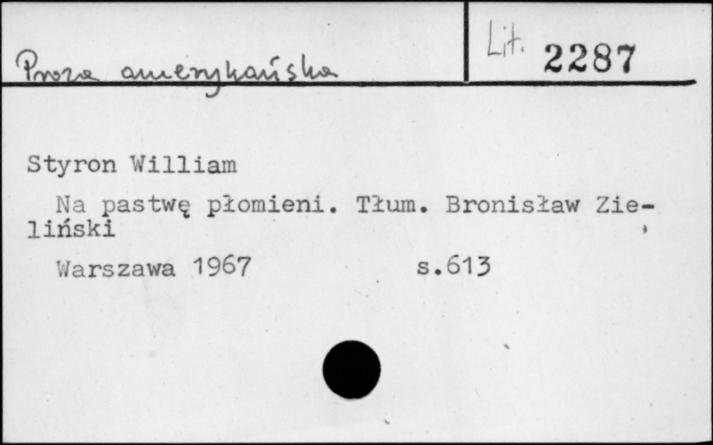 Proza amerykańska
Lit. 2287
Styron William
Na pastwę płomieni. Tłum. Bronisław Zie-
liński
Warszawa 1967 s.613